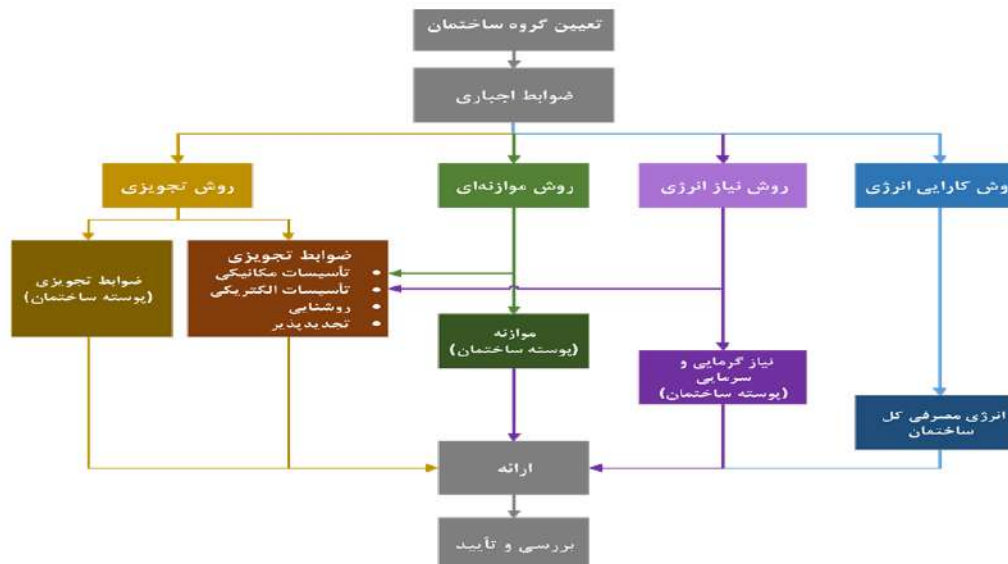 تعیین گروه ساختمان
ضوابط اجباری
روش تجویزی
روش موازنه‌ای
روش نیاز انرژی
وش کارایی انرژی
ضوابط تجویزی
(پوسته ساختمان)
ضوابط تجویزی
• تأسیسات مکانیکی
• تأسیسات الکتریکی
• روشنایی
• تجدیدپذیر
موازنه
(پوسته ساختمان)
نیاز گرمایی و
سرمایی
(پوسته ساختمان)
انرژی مصرفی کل
ساختمان
ارائه
بررسی و تأیید